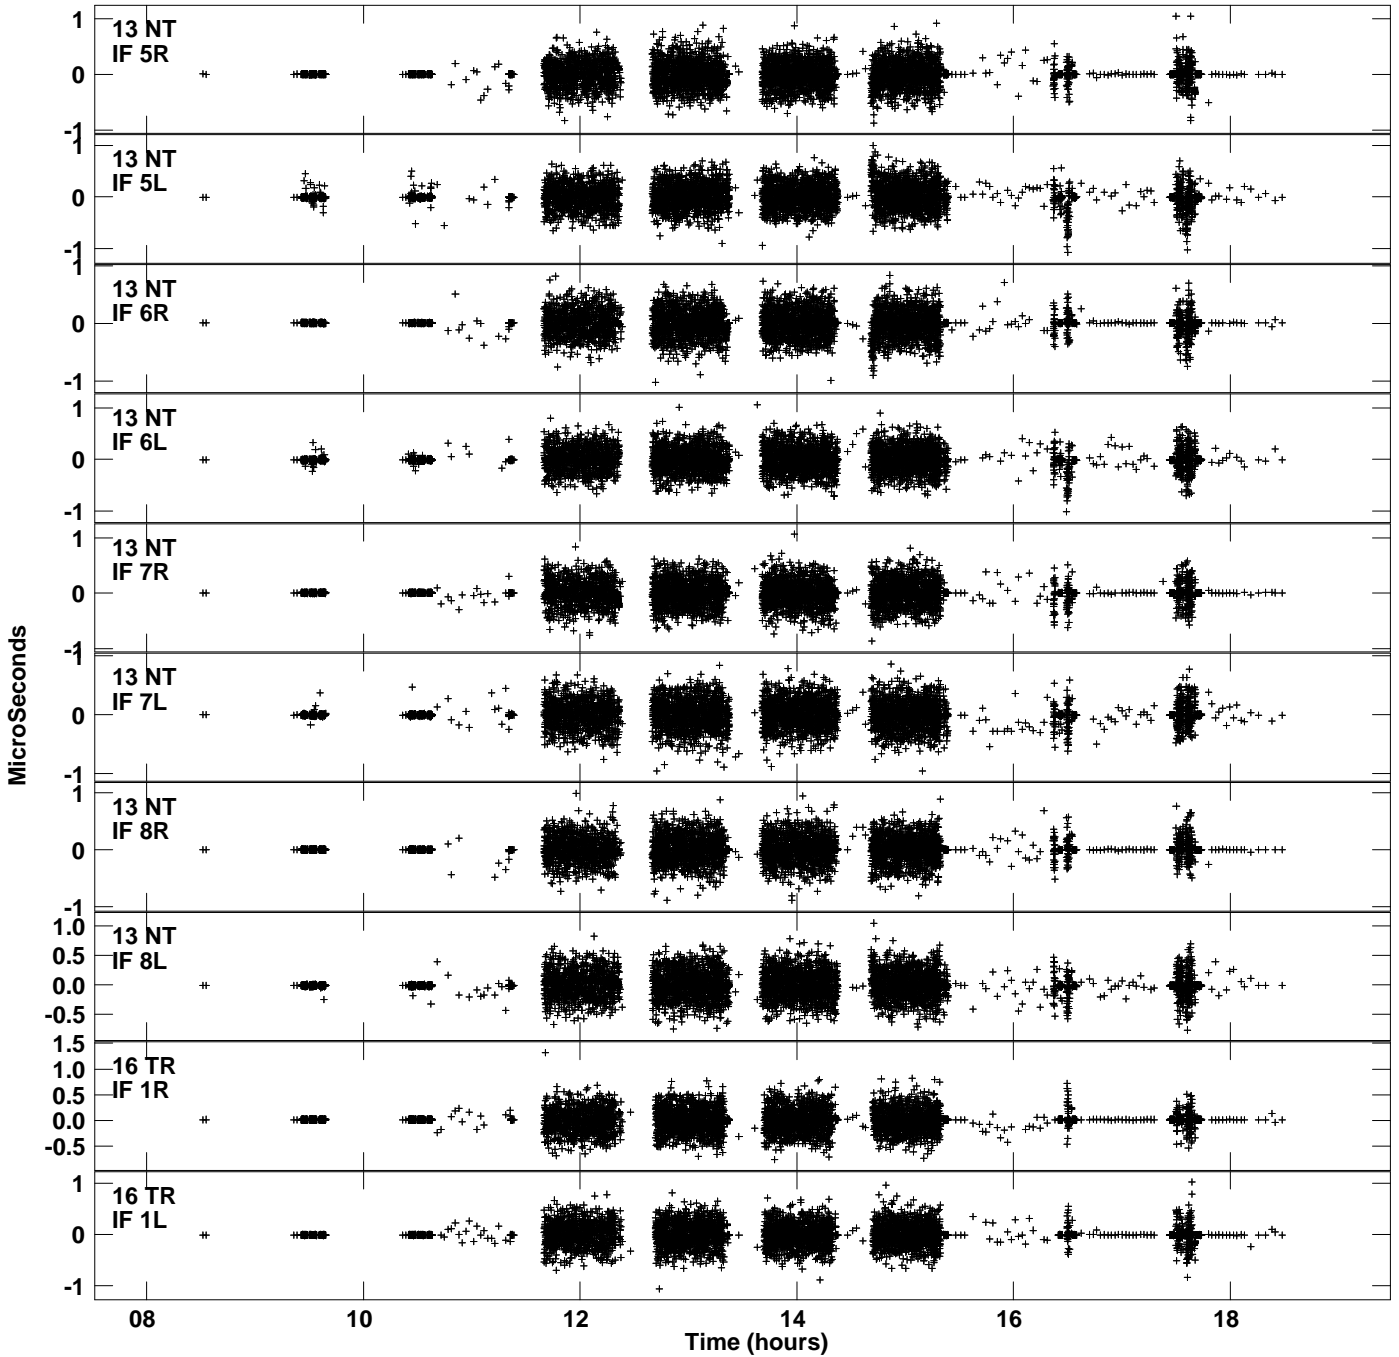 1
0
-1
13 NT
IF 5R
1
0
-1
13 NT
IF 5L
1
0
-1
13 NT
IF 6R
1
0
-1
13 NT
IF 6L
1
0
-1
13 NT
IF 7R
1
0
-1
13 NT
IF 7L
1
0
-1
13 NT
IF 8R
1.0
0.5
0.0
-0.5
13 NT
IF 8L
1.5
1.0
0.5
0.0
-0.5
16 TR
IF 1R
1
0
-1
16 TR
IF 1L
MicroSeconds
08 10 12 14 16 18
Time (hours)